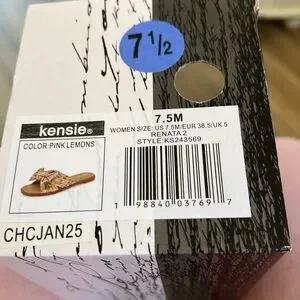 7 1/2
kensie®
COLOR:PINK LEMONS
7.5M
WOMEN SIZE:US 7.5M/EUR 38.5/UK 5
RENATA 2
STYLE:KS243569
1 98840 03769 7
CHCJAN25